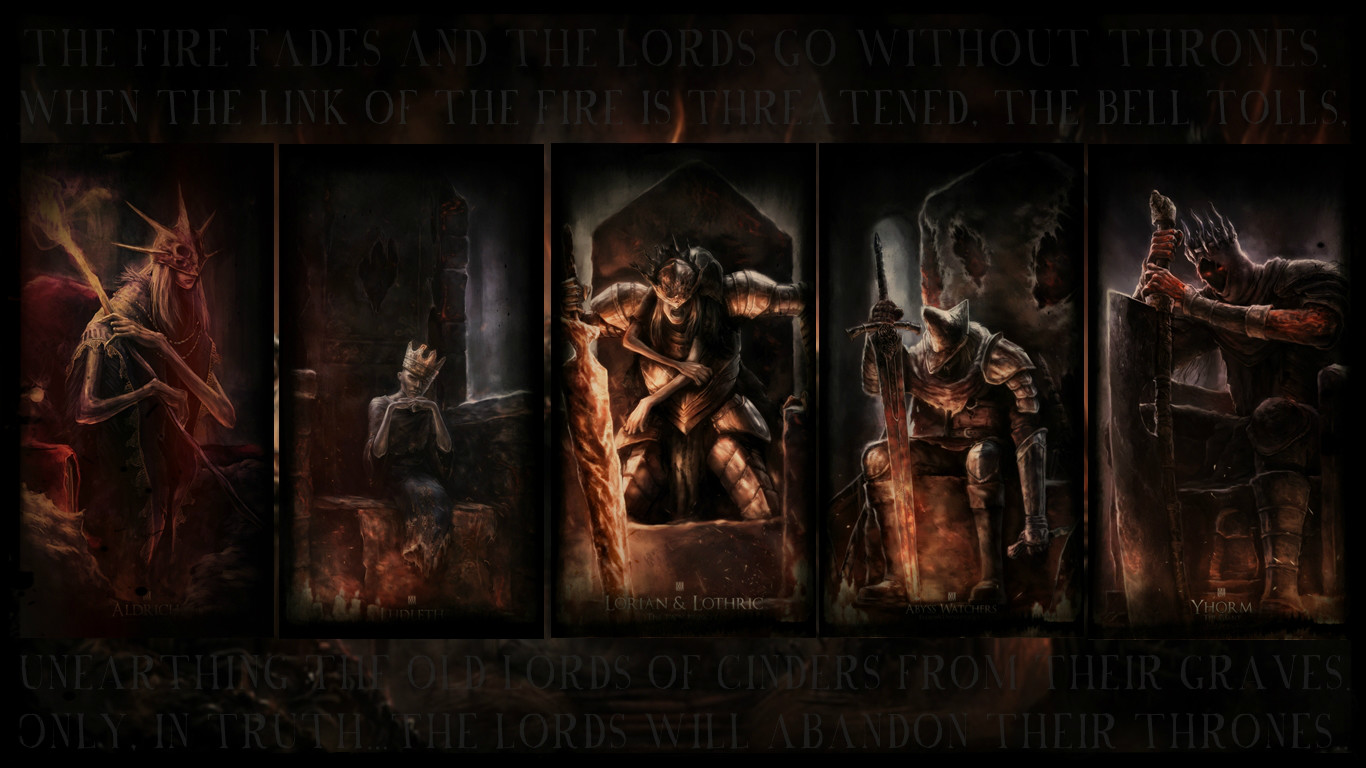 THE FIRE FADES AND THE LORDS GO WITHOUT THRONES.
WHEN THE LINK OF THE FIRE IS THREATENED, THE BELL TOLLS,
ALDRICH
LUDLETH
LORIAN & LOTHRIC
ABYSS WATCHERS
YHORM
UNEARTHING THE OLD LORDS OF CINDERS FROM THEIR GRAVES.
ONLY, IN TRUTH... THE LORDS WILL ABANDON THEIR THRONES.